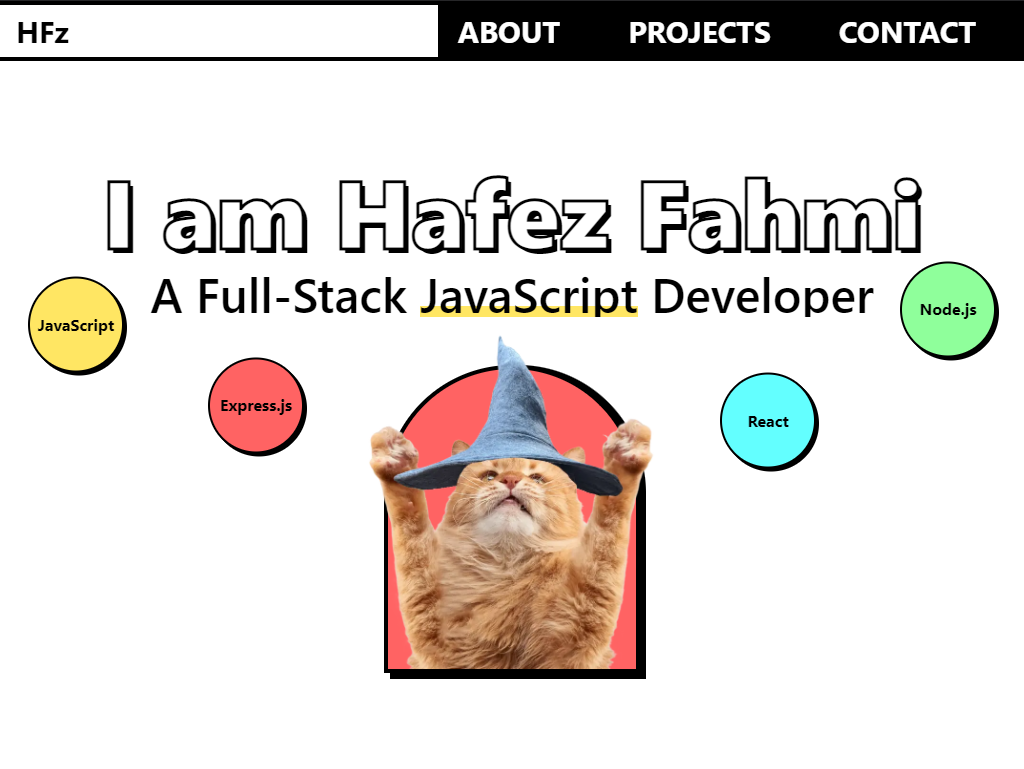 HFz
ABOUT PROJECTS CONTACT
I am Hafez Fahmi
A Full-Stack JavaScript Developer
JavaScript
Node.js
Express.js
React